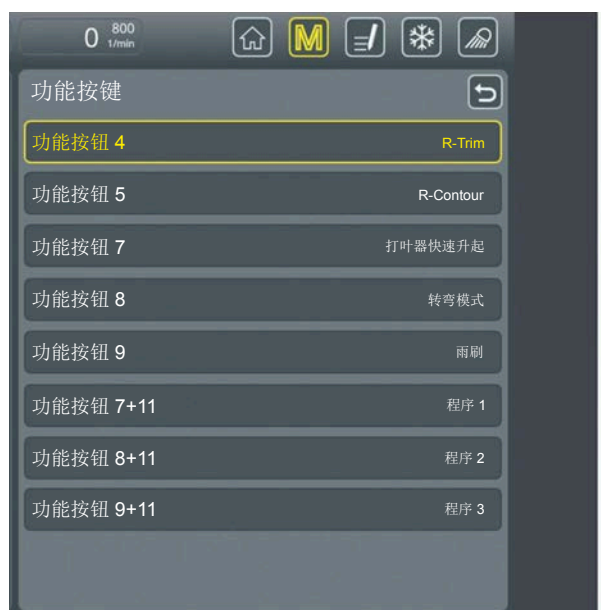 0 800 1/min
M
功能按键
功能按钮 4 R-Trim
功能按钮 5 R-Contour
功能按钮 7 打叶器快速升起
功能按钮 8 转弯模式
功能按钮 9 雨刷
功能按钮 7+11 程序 1
功能按钮 8+11 程序 2
功能按钮 9+11 程序 3